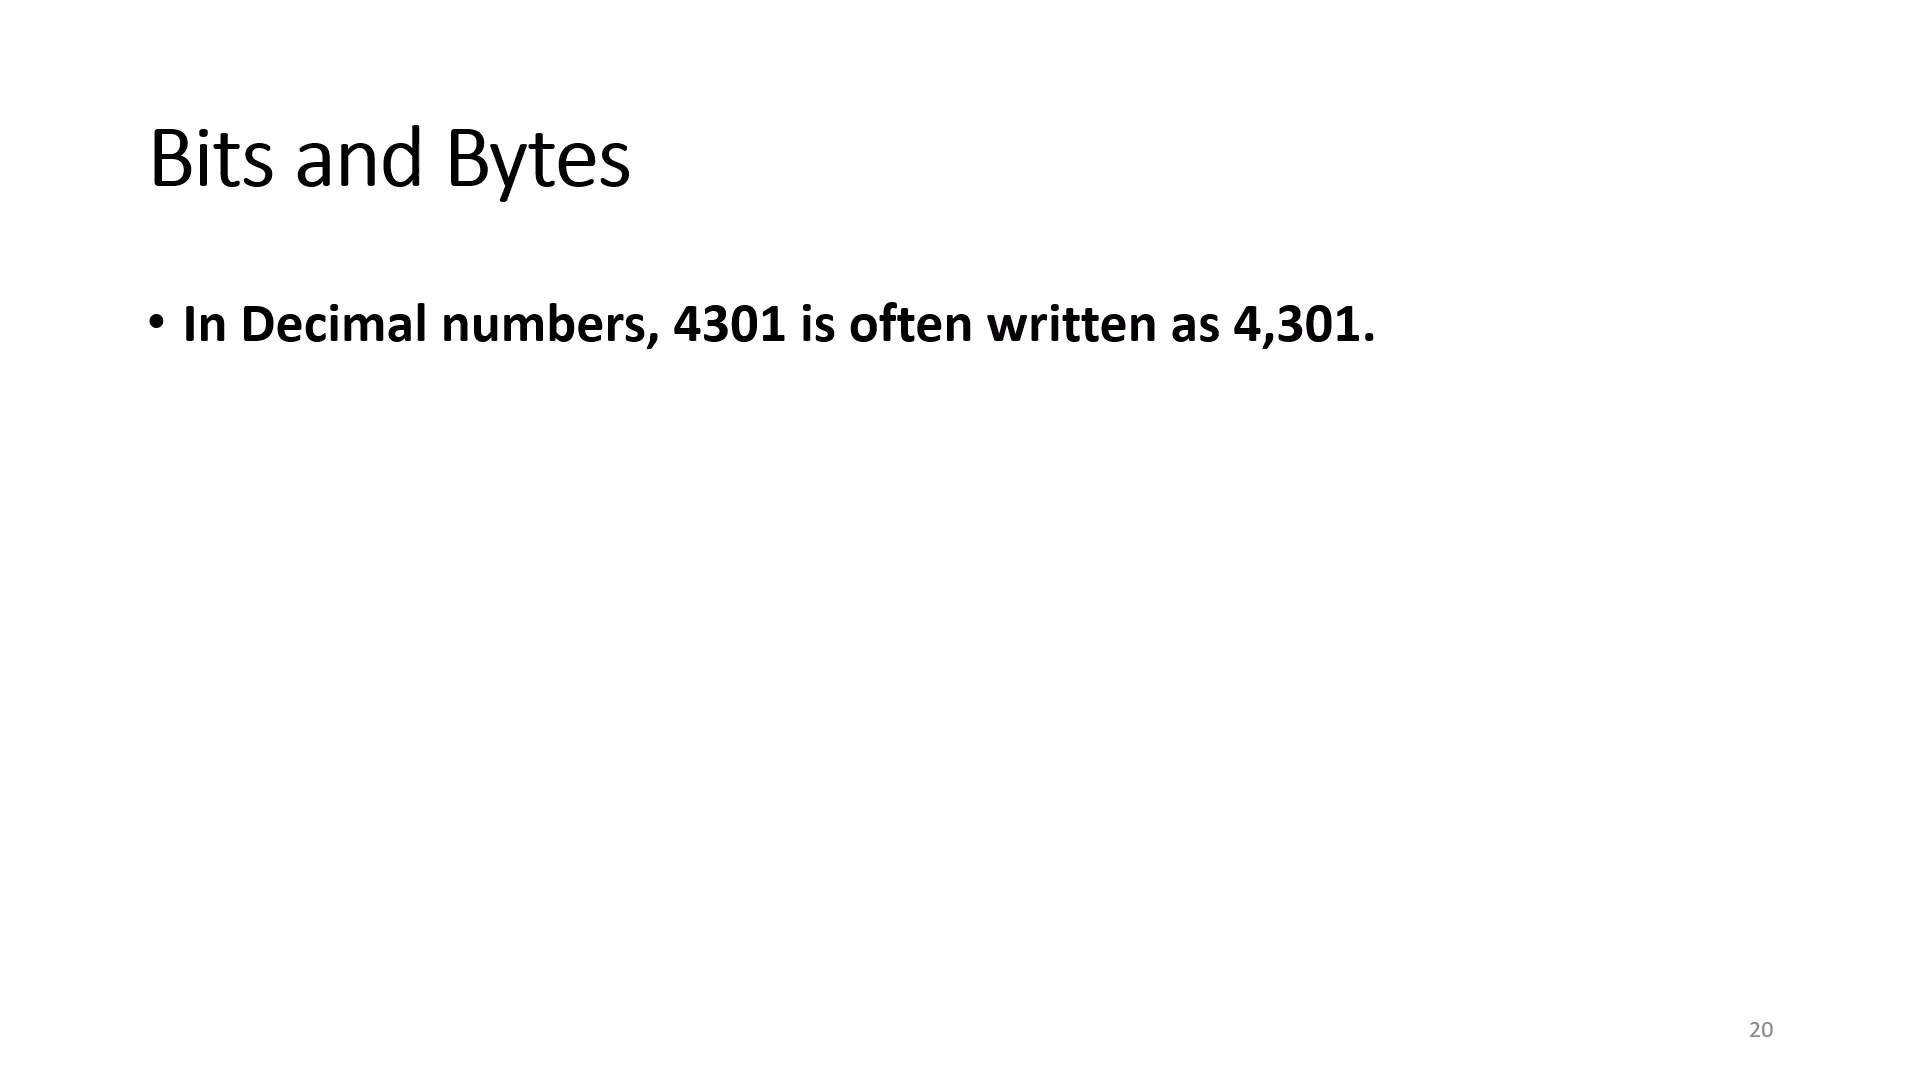 Bits and Bytes
• In Decimal numbers, 4301 is often written as 4,301.
20